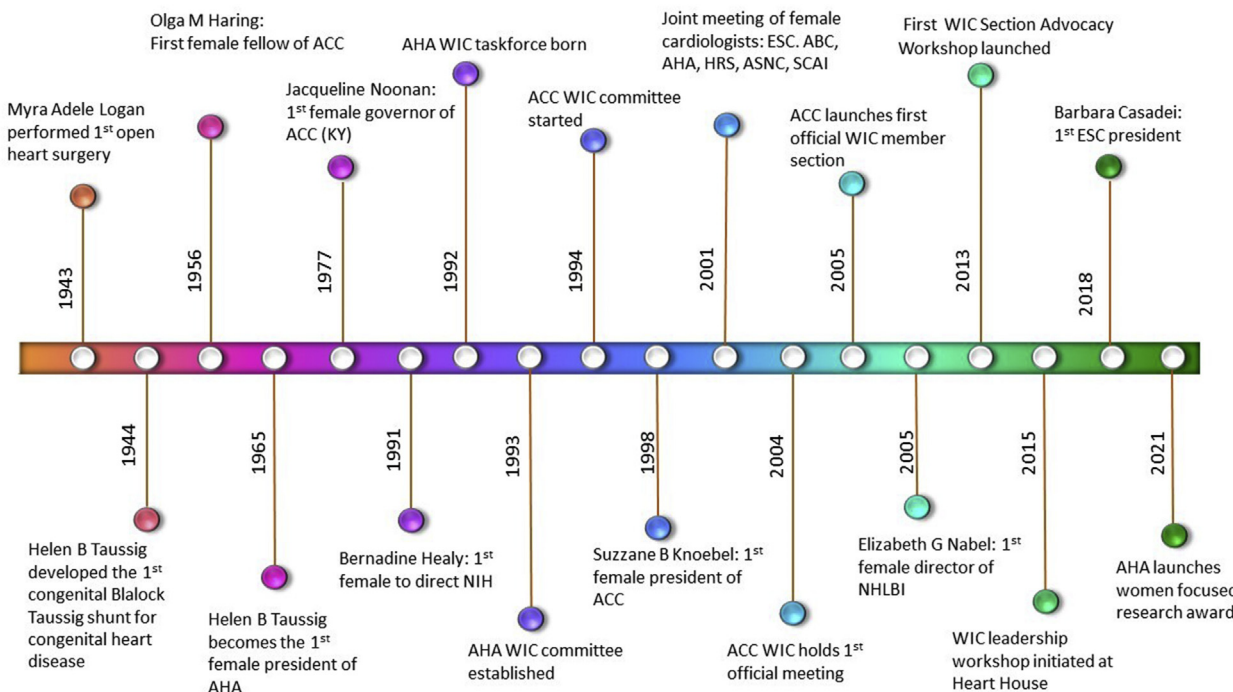 Olga M Haring:
First female fellow of ACC
Myra Adele Logan
performed 1st open
heart surgery
Jacqueline Noonan:
1st female governor of
ACC (KY)
AHA WIC taskforce born
ACC WIC committee
started
Joint meeting of female
cardiologists: ESC. ABC,
AHA, HRS, ASNC, SCAI
ACC launches first
official WIC member
section
First WIC Section Advocacy
Workshop launched
Barbara Casadei:
1st ESC president
1943
1956
1977
1992
1994
2001
2005
2013
2018
1944
1965
1991
1993
1998
2004
2005
2015
2021
Helen B Taussig
developed the 1st
congenital Blalock
Taussig shunt for
congenital heart
disease
Helen B Taussig
becomes the 1st
female president of
AHA
Bernadine Healy: 1st
female to direct NIH
AHA WIC committee
established
Suzzane B Knoebel: 1st
female president of
ACC
ACC WIC holds 1st
official meeting
Elizabeth G Nabel: 1st
female director of
NHLBI
WIC leadership
workshop initiated at
Heart House
AHA launches
women focused
research award